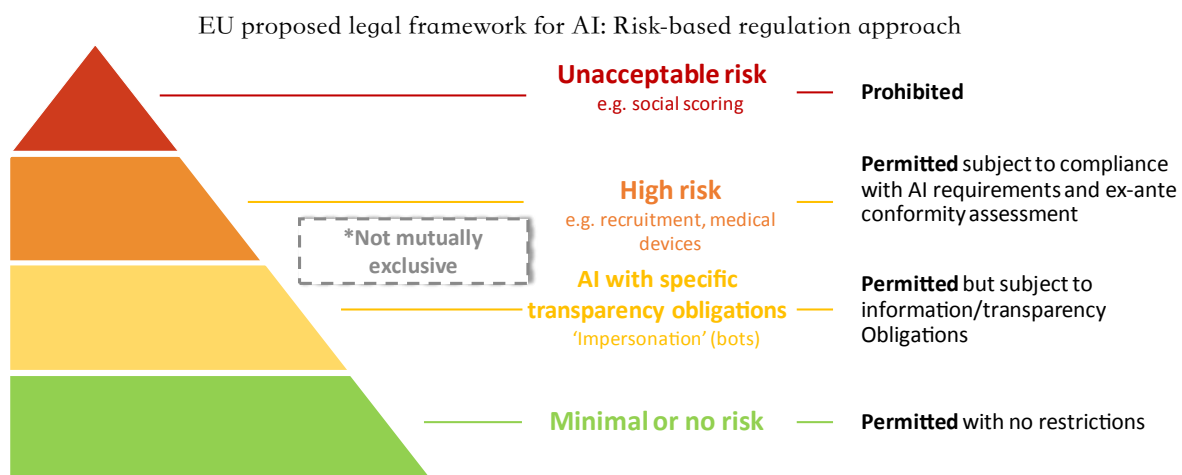 EU proposed legal framework for AI: Risk-based regulation approach
Unacceptable risk
e.g. social scoring
Prohibited
High risk
e.g. recruitment, medical
devices
Permitted subject to compliance
with AI requirements and ex-ante
conformity assessment
*Not mutually
exclusive
AI with specific
transparency obligations
‘Impersonation’ (bots)
Permitted but subject to
information/transparency
Obligations
Minimal or no risk
Permitted with no restrictions